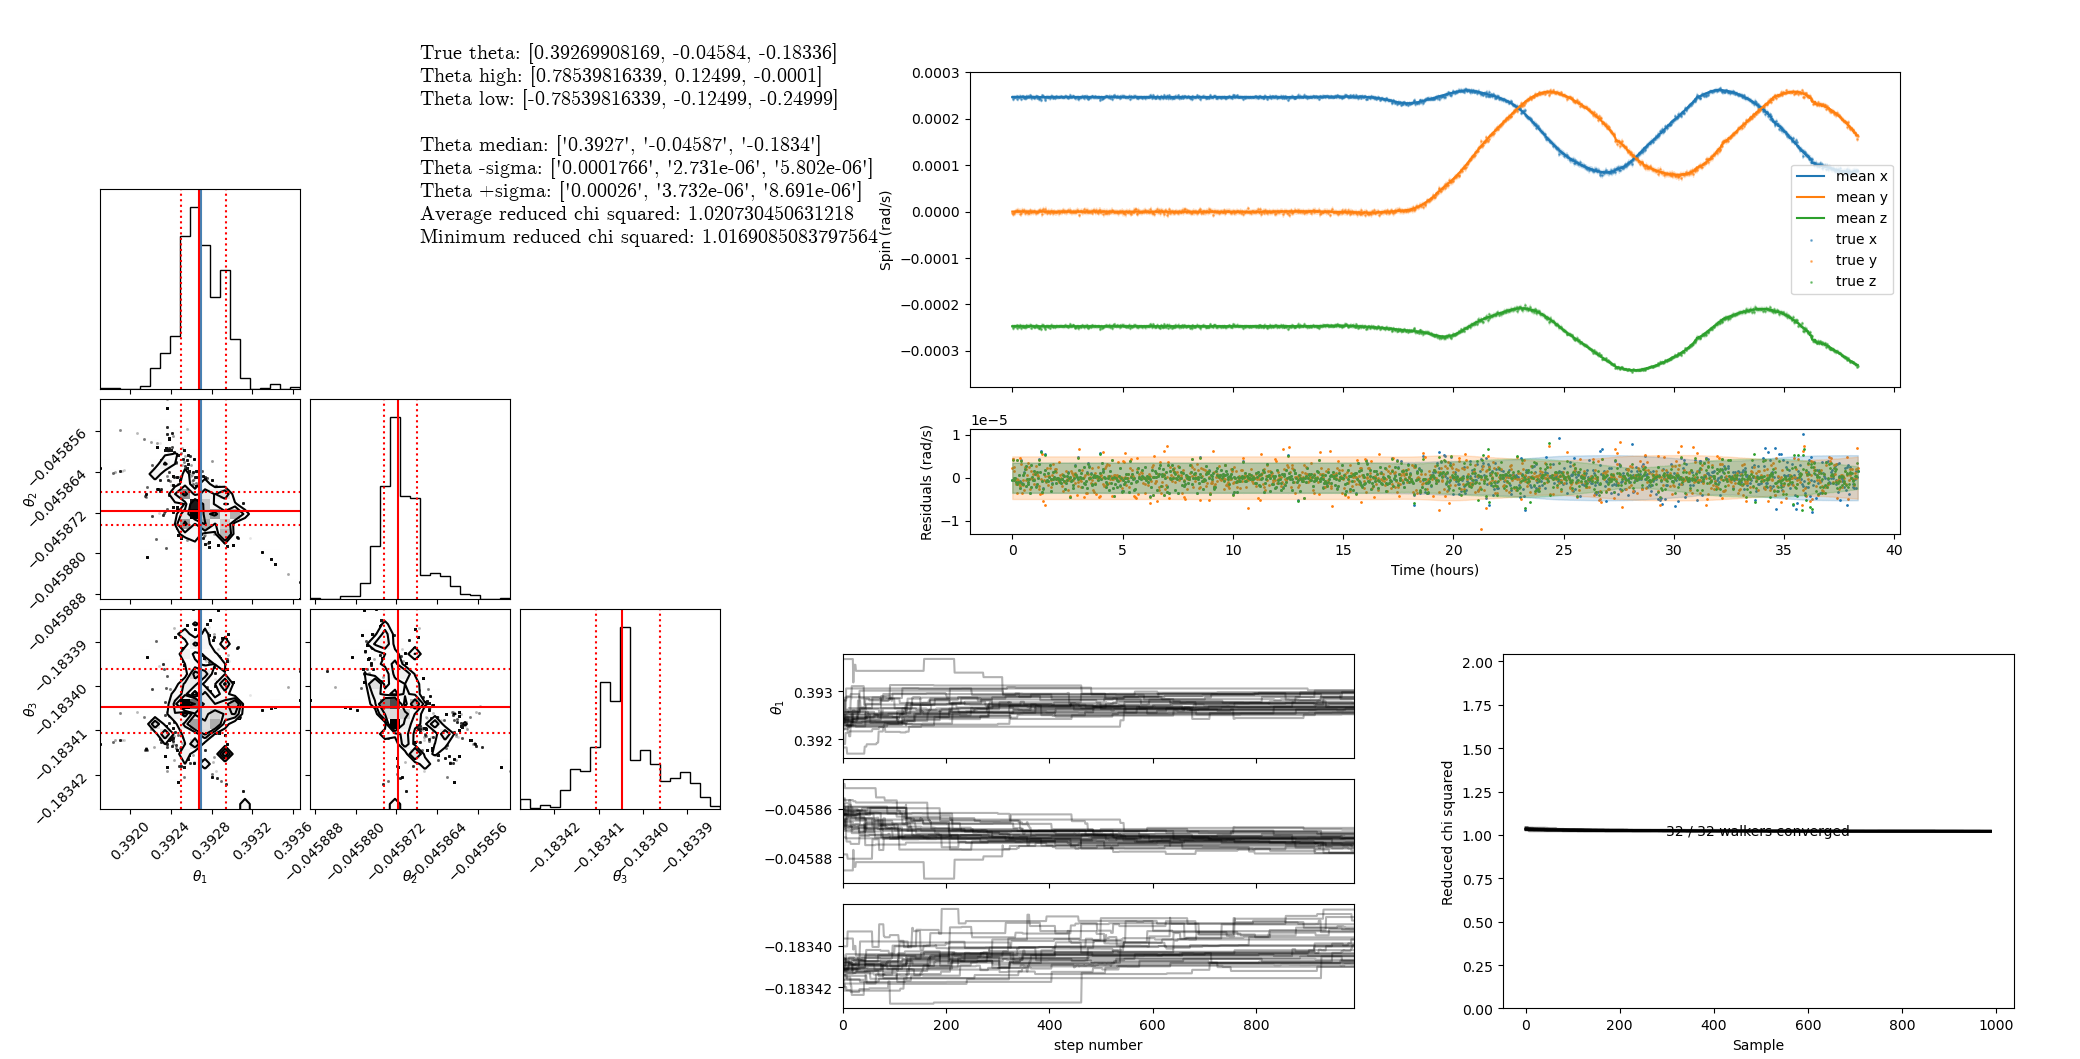 True theta: [0.39269908169, -0.04584, -0.18336]
Theta high: [0.78539816339, 0.12499, -0.0001]
Theta low: [-0.78539816339, -0.12499, -0.24999]
Theta median: ['0.3927', '-0.04587', '-0.1834']
Theta -sigma: ['0.0001766', '2.731e-06', '5.802e-06']
Theta +sigma: ['0.00026', '3.732e-06', '8.691e-06']
Average reduced chi squared: 1.020730450631218
Minimum reduced chi squared: 1.0169085083797564
Spin (rad/s)
0.0003
0.0002
0.0001
0.0000
−0.0001
−0.0002
−0.0003
mean x
mean y
mean z
true x
true y
true z
Residuals (rad/s)
1e−5
1
0
−1
0 5 10 15 20 25 30 35 40
Time (hours)
θ2
−0.045856
−0.045864
−0.045872
−0.045880
−0.045888
θ3
−0.18339
−0.18340
−0.18341
−0.18342
0.3920 0.3924 0.3928 0.3932 0.3936
θ1
−0.045888 −0.045880 −0.045872 −0.045864 −0.045856
θ2
−0.18342 −0.18341 −0.18340 −0.18339
θ3
θ1
0.393
0.392
−0.04586
−0.04588
−0.18340
−0.18342
0 200 400 600 800
step number
Reduced chi squared
2.00
1.75
1.50
1.25
1.00
0.75
0.50
0.25
0.00
32 / 32 walkers converged
0 200 400 600 800 1000
Sample